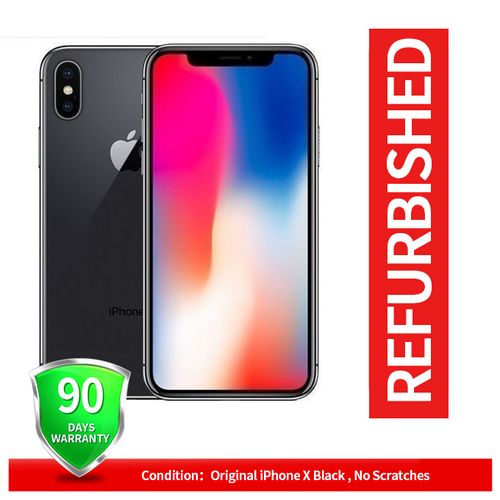 REFURBISHED
iPhone
90
DAYS
WARRANTY
Condition： Original iPhone X Black , No Scratches